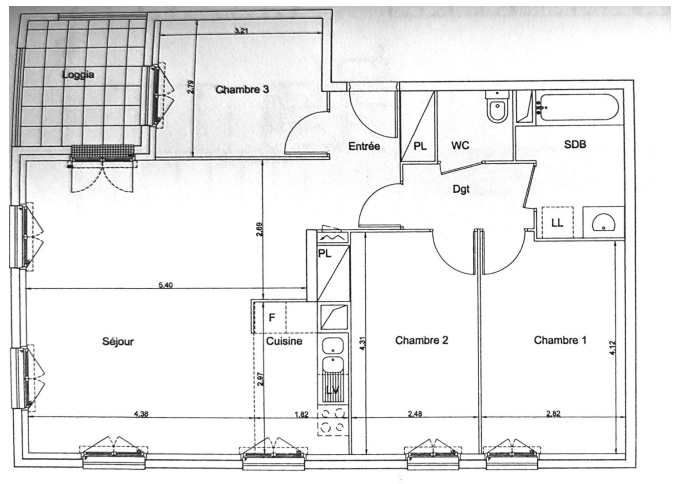 3,21
Loggia
2,79
Chambre 3
Entrée
PL
WC
SDB
Dgt
LL
2,69
PL
5,40
F
Séjour
Cuisine
4,31
Chambre 2
Chambre 1
4,12
2,97
LV
4,38
1,82
2,48
2,82